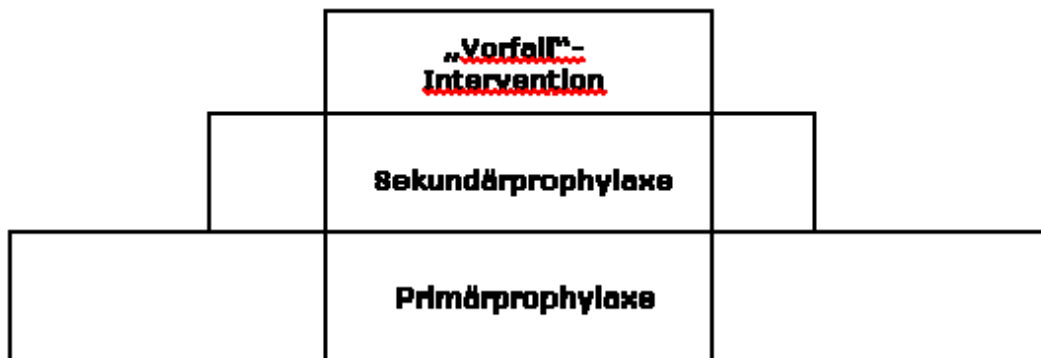 „Vorfall“-
Intervention
Sekundärprophylaxe
Primärprophylaxe